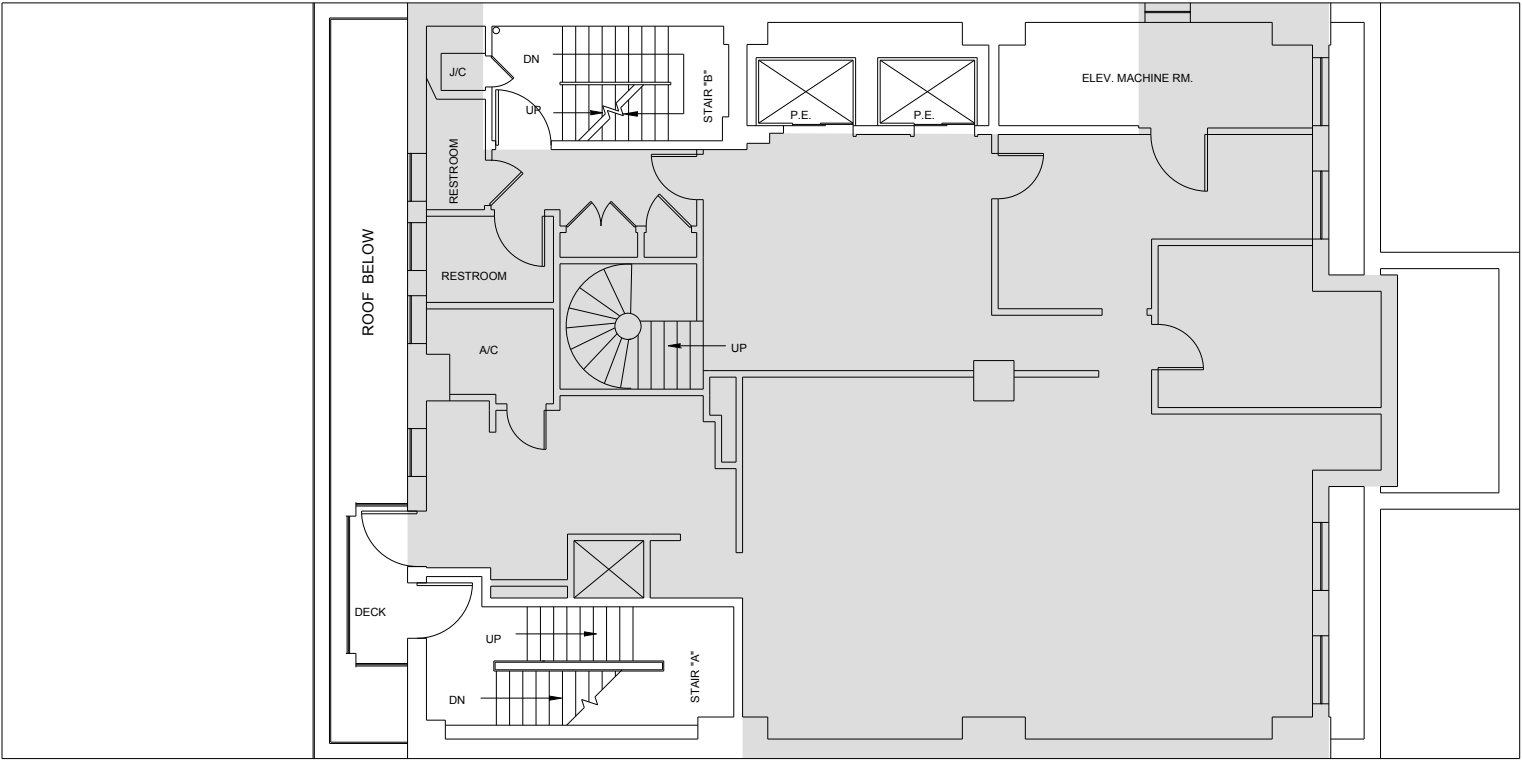 DN
J/C
UP
STAIR "B"
P.E.
P.E.
ELEV. MACHINE RM.
RESTROOM
ROOF BELOW
RESTROOM
A/C
UP
DECK
UP
DN
STAIR "A"